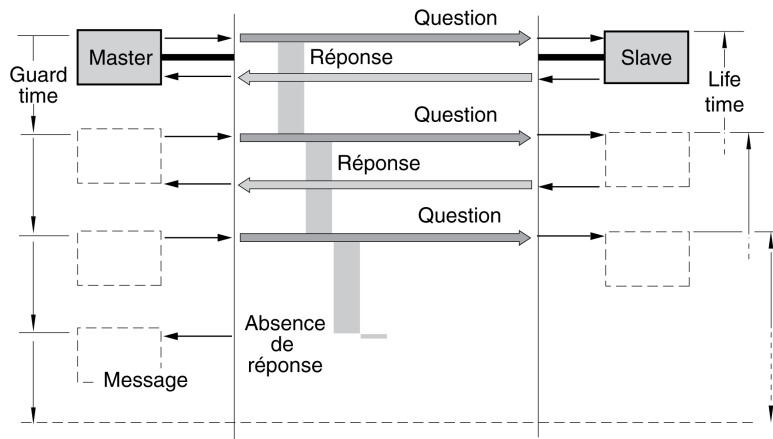 Question
Master
Réponse
Slave
Guard
time
Life
time
Question
Réponse
Question
Absence
de
réponse
Message